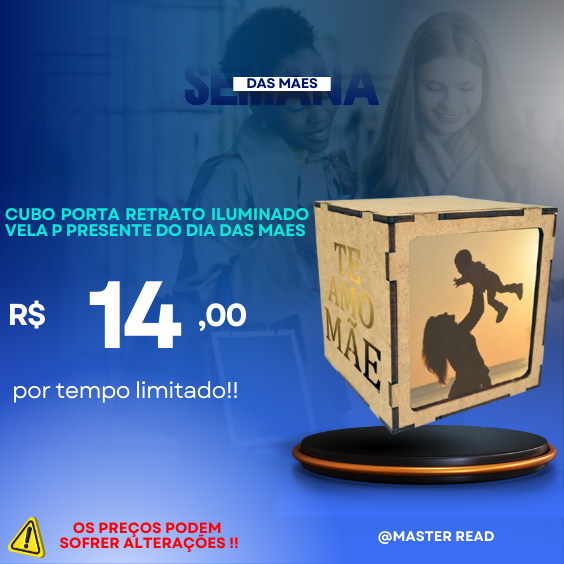 SEMANA
DAS MAES
CUBO PORTA RETRATO ILUMINADO
VELA P PRESENTE DO DIA DAS MAES
R$ 14 ,00
TE
AMO
MÃE
por tempo limitado!!
OS PREÇOS PODEM
SOFRER ALTERAÇÕES !!
@MASTER READ